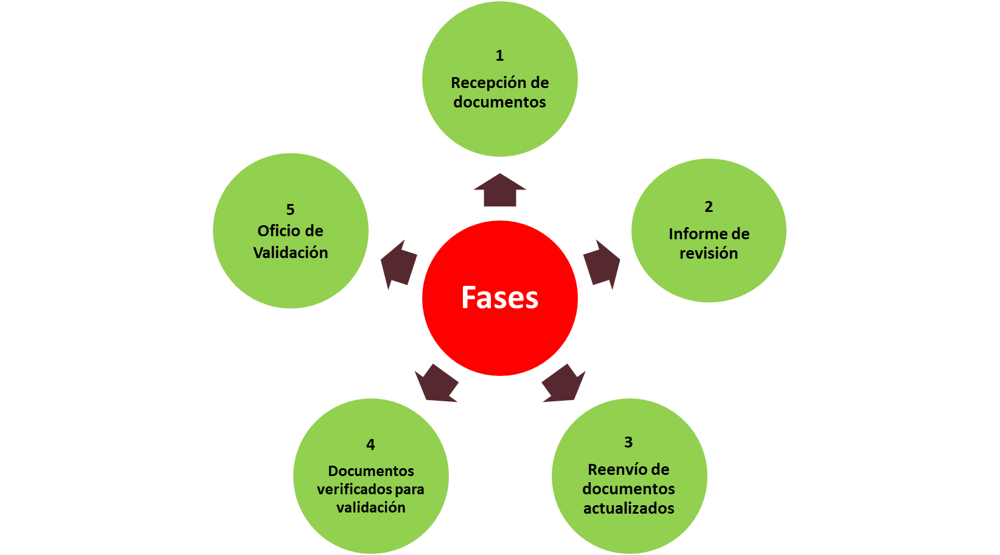 1
Recepción de
documentos
2
Informe de
revisión
3
Reenvío de
documentos
actualizados
4
Documentos
verificados para
validación
5
Oficio de
Validación
Fases